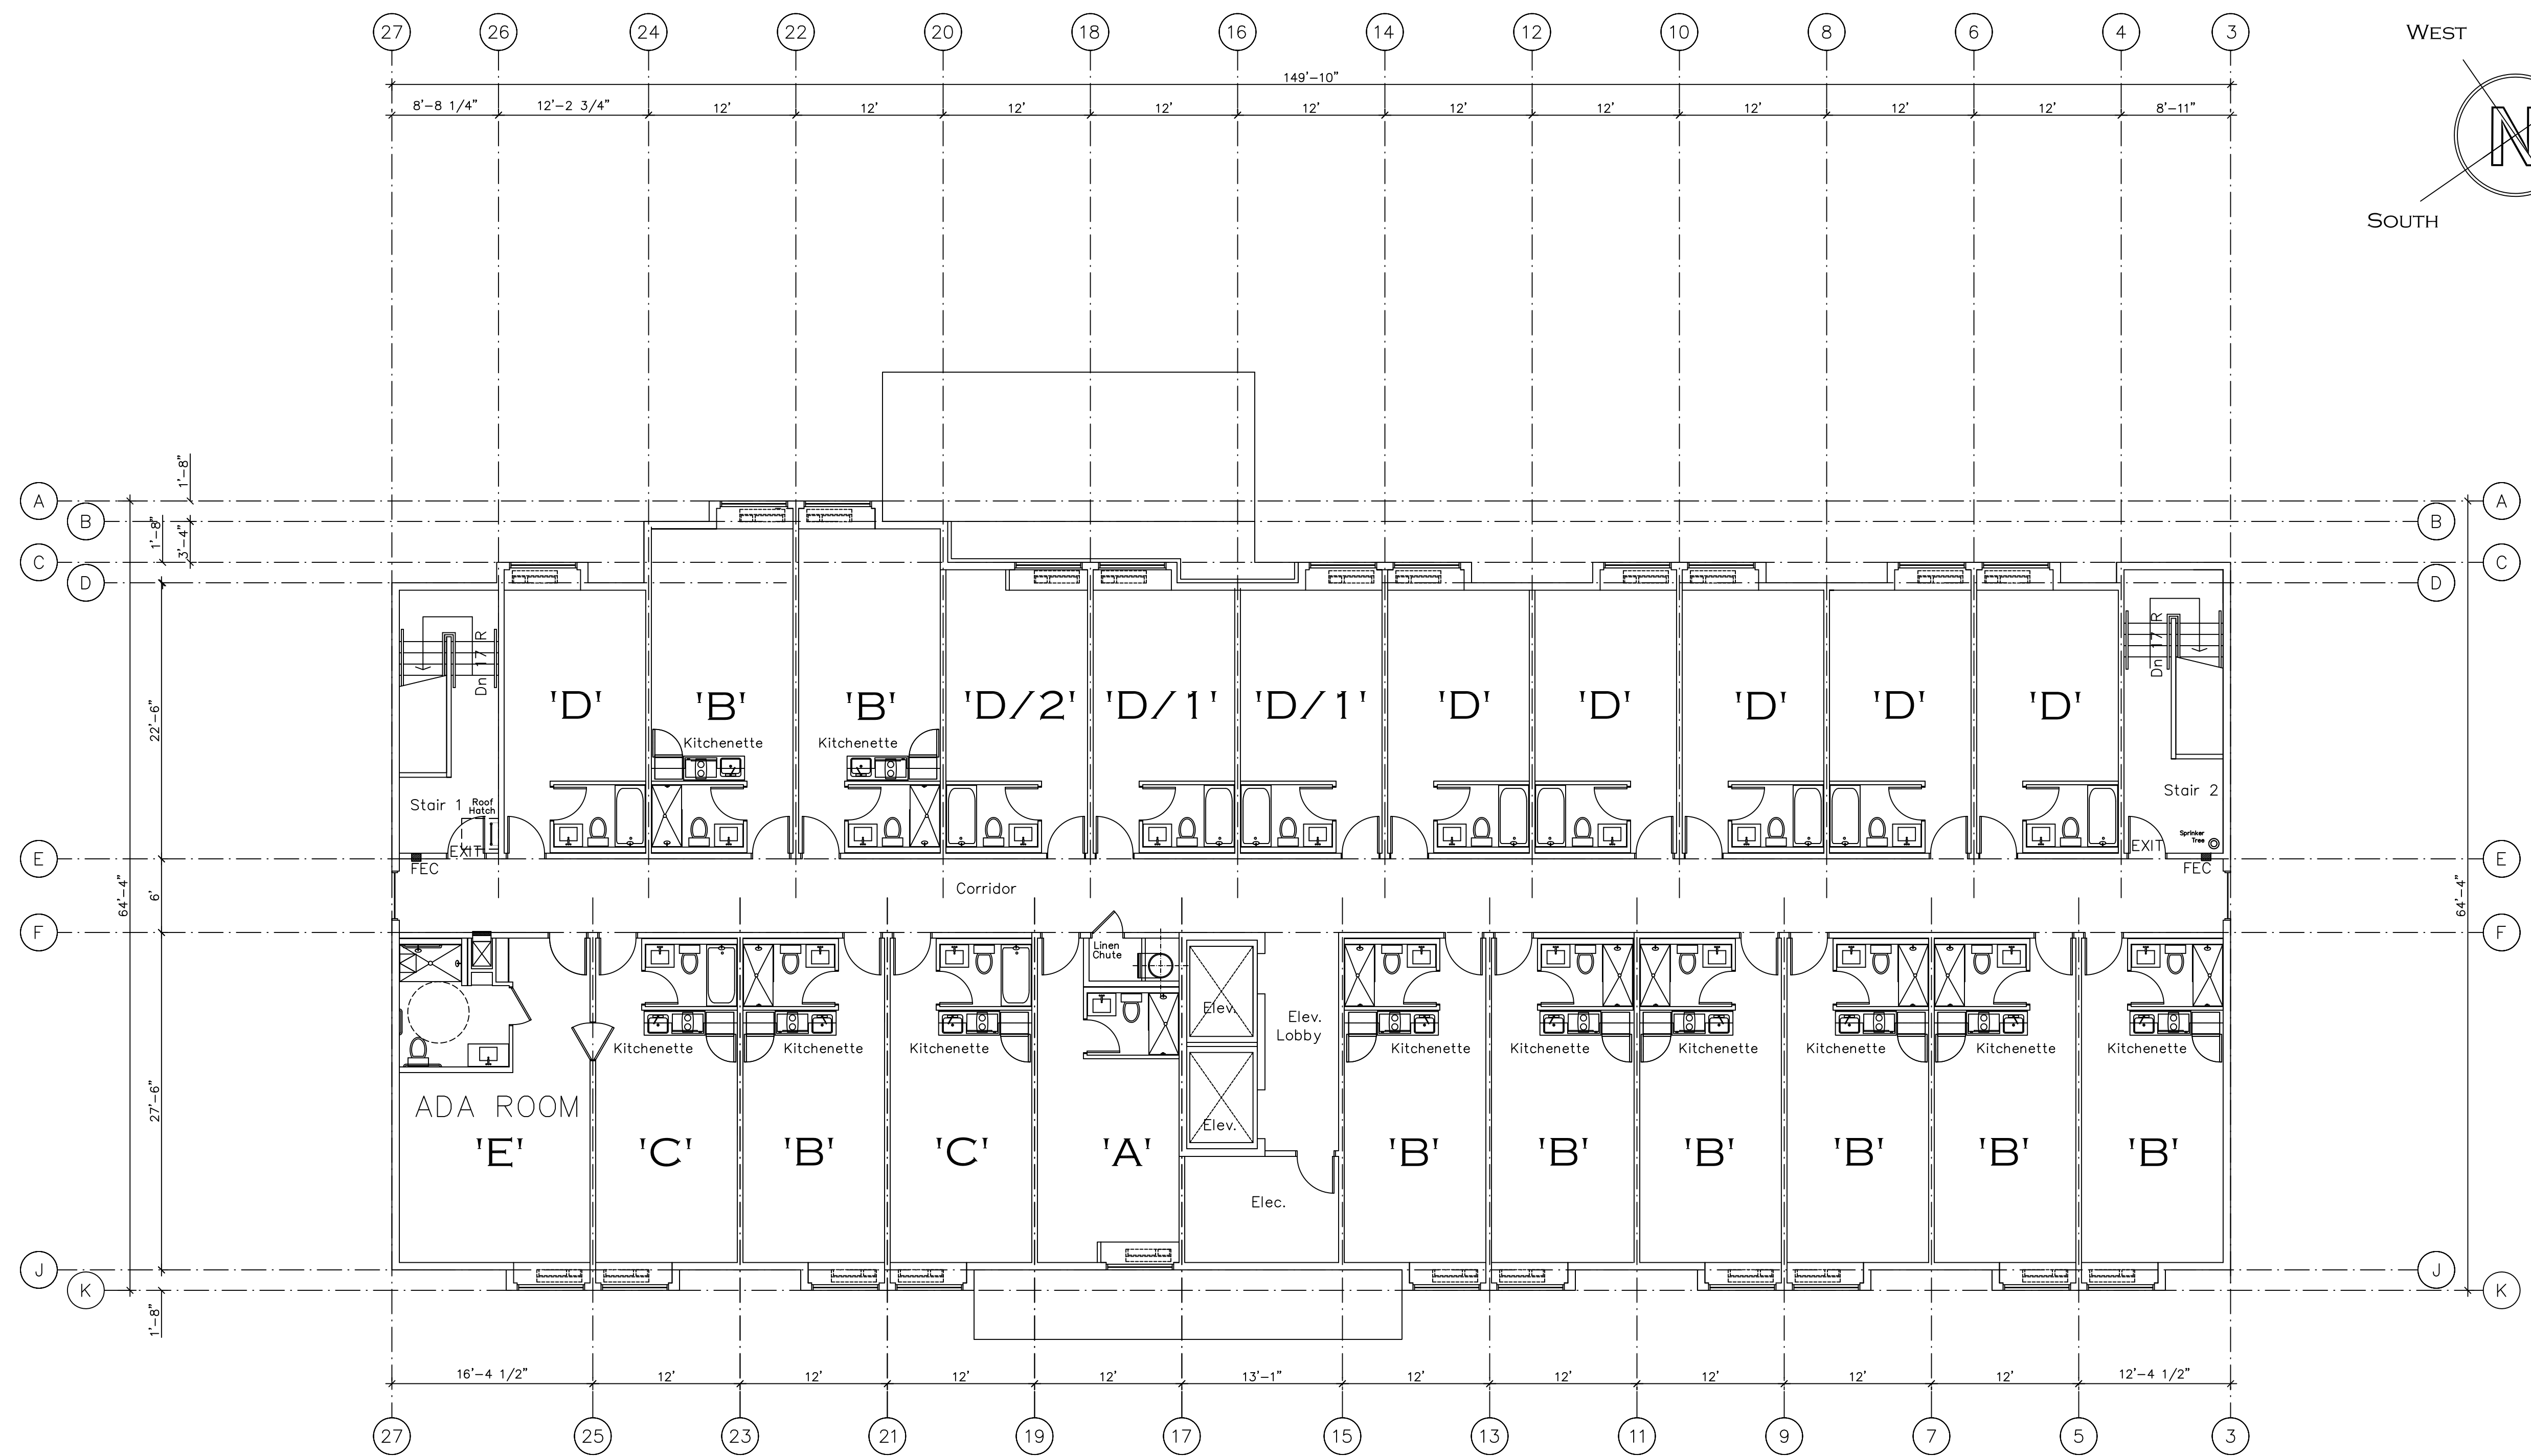 27 26 24 22 20 18 16 14 12 10 8 6 4 3
WEST
N
SOUTH
149'-10"
8'-8 1/4" 12'-2 3/4" 12' 12' 12' 12' 12' 12' 12' 12' 12' 12' 8'-11"
1'-8"
A A
B B
1'-8" 3'-4"
C C
D D
Dn 17 R Dn 17 R
22'-6"
'D' 'B' 'B' 'D/2' 'D/1' 'D/1' 'D' 'D' 'D' 'D' 'D'
Kitchenette Kitchenette
Stair 1
Roof
Hatch
Stair 2
Sprinker
Tree
EXIT EXIT
E E
FEC FEC
64'-4" 6' 64'-4"
Corridor
F F
Linen
Chute
Elev. Elev.
Lobby
Kitchenette Kitchenette Kitchenette Kitchenette Kitchenette Kitchenette Kitchenette Kitchenette Kitchenette
27'-6"
ADA ROOM
Elev.
'E' 'C' 'B' 'C' 'A' 'B' 'B' 'B' 'B' 'B' 'B'
Elec.
J J
K K
1'-8"
16'-4 1/2" 12' 12' 12' 12' 13'-1" 12' 12' 12' 12' 12' 12'-4 1/2"
27 25 23 21 19 17 15 13 11 9 7 5 3